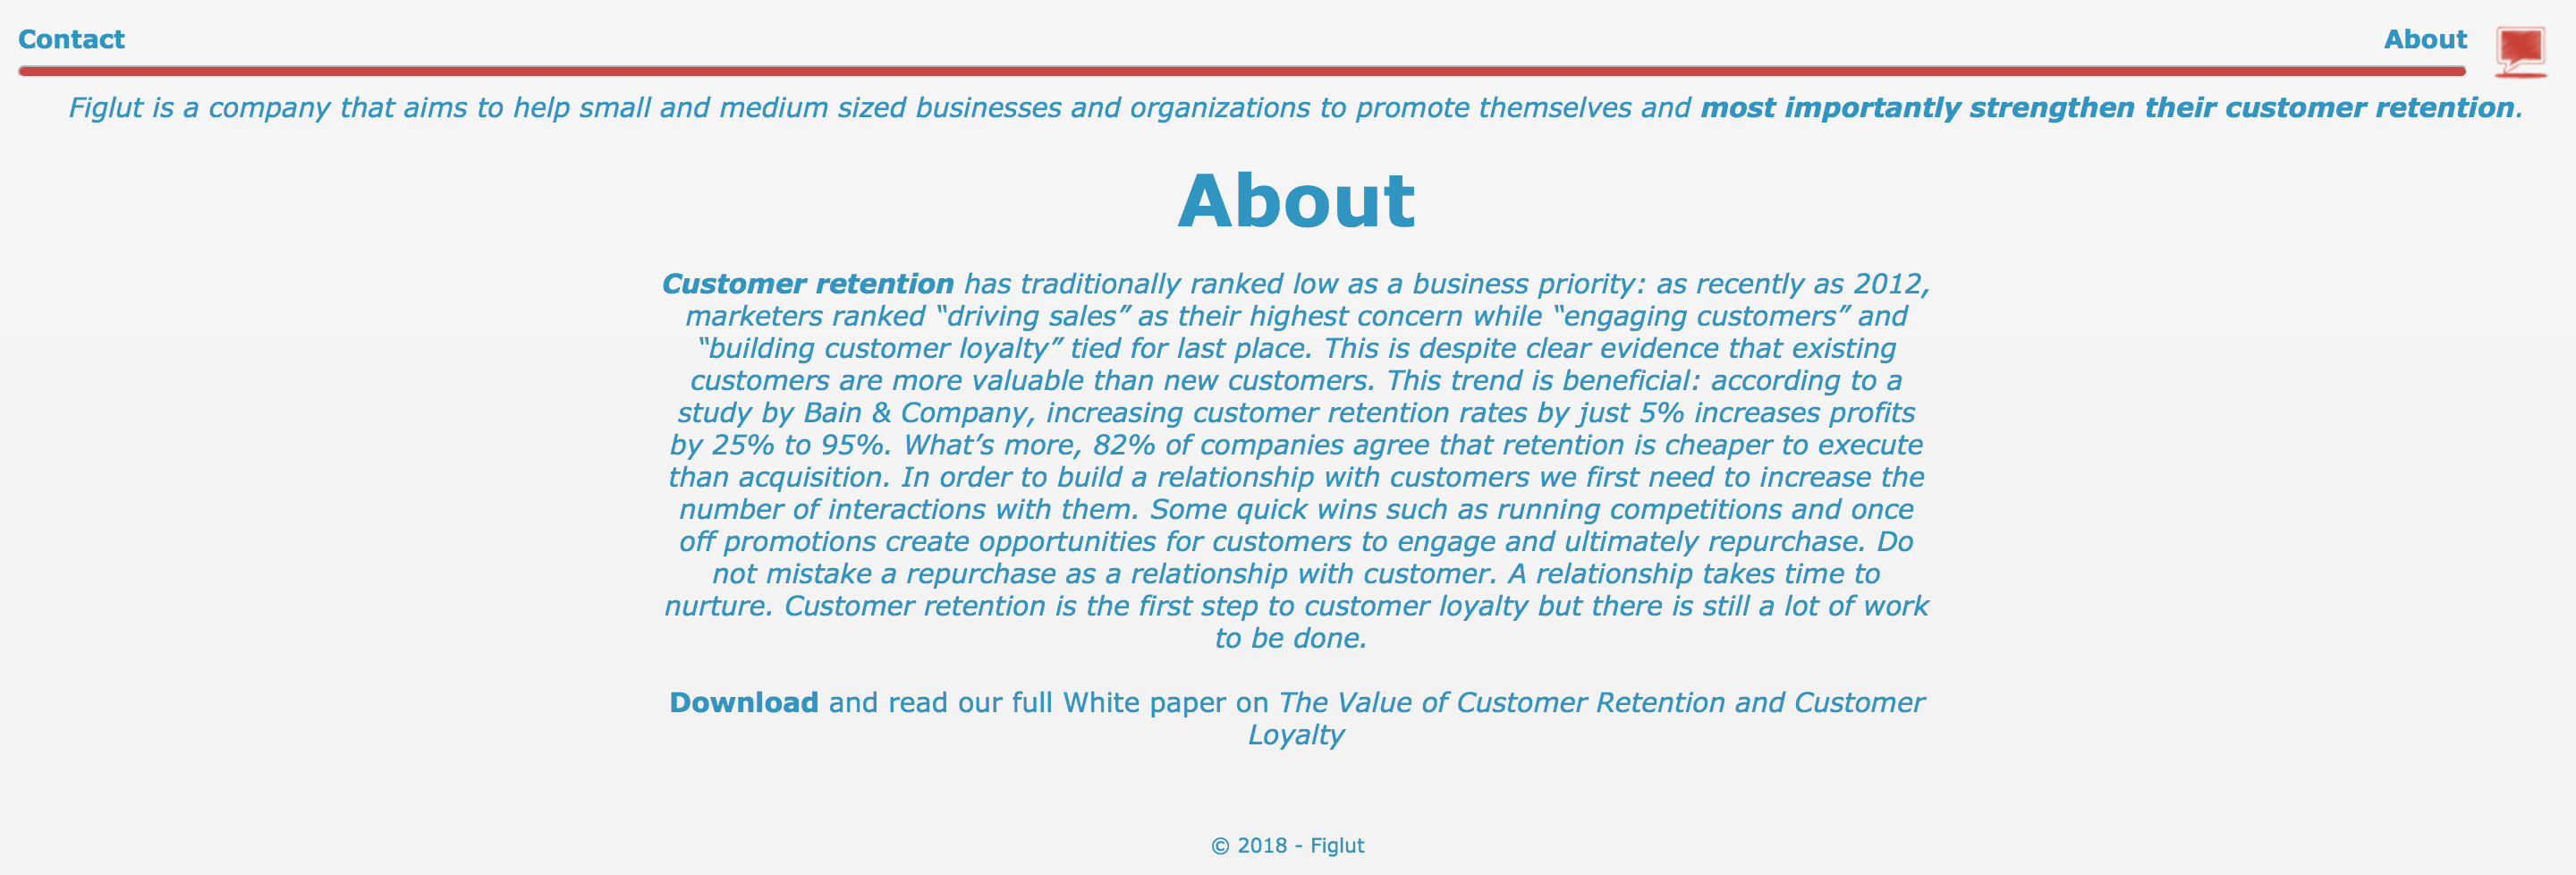 Contact
About
Figlut is a company that aims to help small and medium sized businesses and organizations to promote themselves and most importantly strengthen their customer retention.
About
Customer retention has traditionally ranked low as a business priority: as recently as 2012,
marketers ranked “driving sales” as their highest concern while “engaging customers” and
“building customer loyalty” tied for last place. This is despite clear evidence that existing
customers are more valuable than new customers. This trend is beneficial: according to a
study by Bain & Company, increasing customer retention rates by just 5% increases profits
by 25% to 95%. What’s more, 82% of companies agree that retention is cheaper to execute
than acquisition. In order to build a relationship with customers we first need to increase the
number of interactions with them. Some quick wins such as running competitions and once
off promotions create opportunities for customers to engage and ultimately repurchase. Do
not mistake a repurchase as a relationship with customer. A relationship takes time to
nurture. Customer retention is the first step to customer loyalty but there is still a lot of work
to be done.
Download and read our full White paper on The Value of Customer Retention and Customer
Loyalty
© 2018 - Figlut